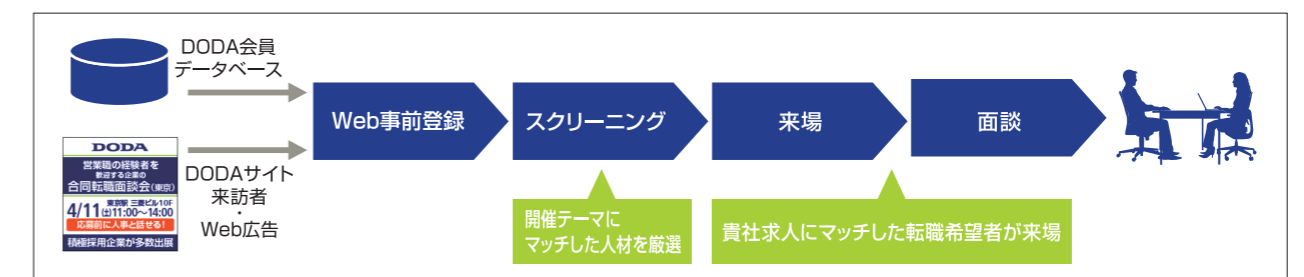 DODA会員
データベース
DODA
営業職の経験者を
歓迎する企業の
合同転職面談会(東京)
東京駅 三菱ビル10F
4/11(土)11:00〜14:00
応募前に人事と話せる!
積極採用企業が多数出展
DODAサイト
来訪者
・
Web広告
Web事前登録
スクリーニング
来場
面談
開催テーマに
マッチした人材を厳選
貴社求人にマッチした転職希望者が来場